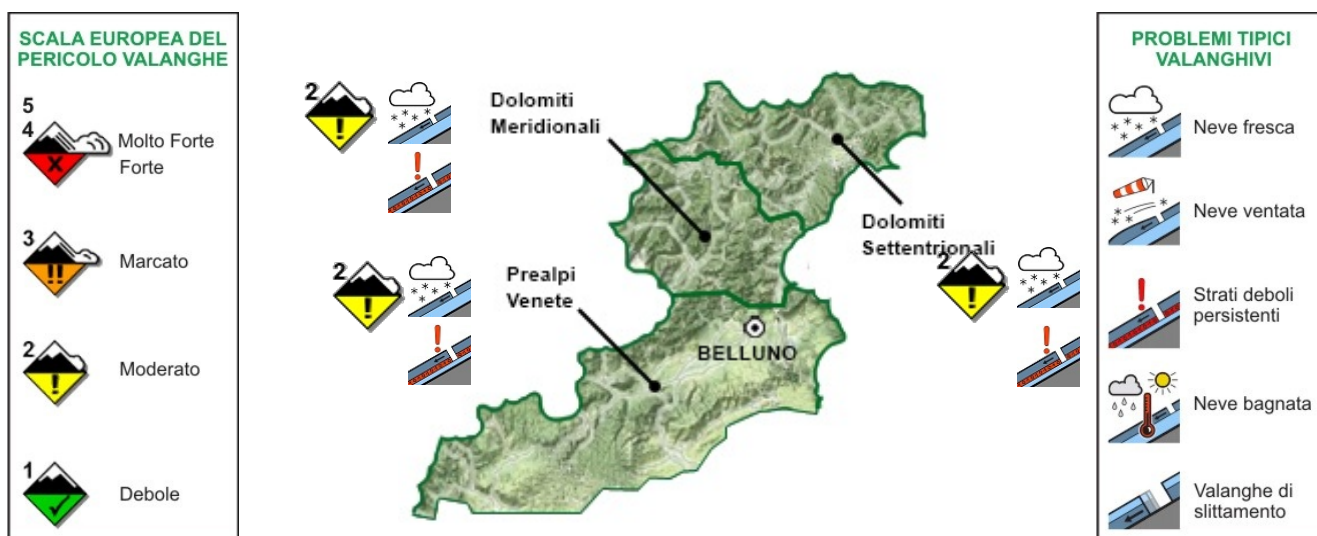 SCALA EUROPEA DEL
PERICOLO VALANGHE
5
4
Molto Forte
Forte
3
Marcato
2
Moderato
1
Debole
2
Dolomiti
Meridionali
2
Prealpi
Venete
Dolomiti
Settentrionali
2
BELLUNO
PROBLEMI TIPICI
VALANGHIVI
Neve fresca
Neve ventata
Strati deboli
persistenti
Neve bagnata
Valanghe di
slittamento